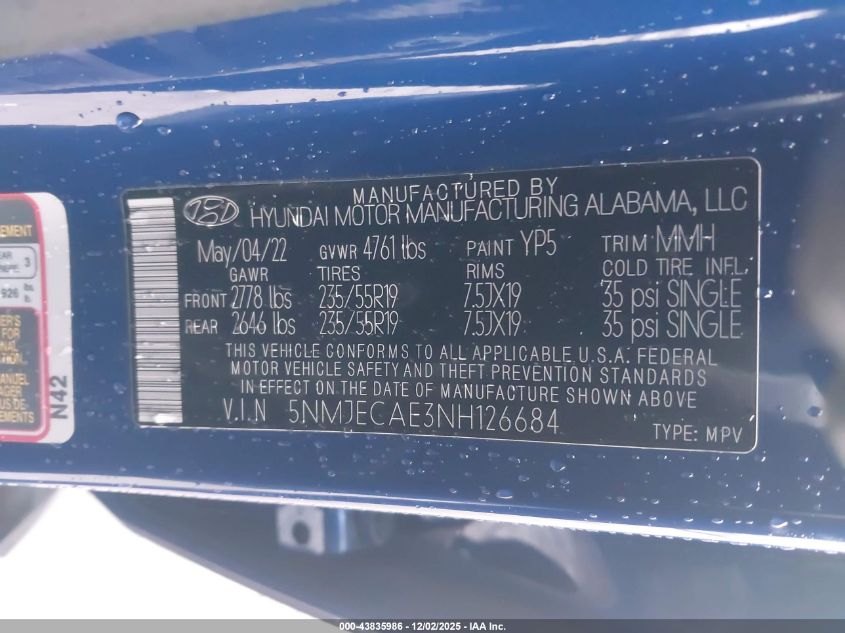 MANUFACTURED BY
HYUNDAI MOTOR MANUFACTURING ALABAMA, LLC
May/04/22 GVWR 4761 lbs PAINT YP5 TRIM MMH
GAWR TIRES RIMS COLD TIRE INFL.
FRONT 2778 lbs 235/55R19 7.5JX19 35 psi SINGLE
REAR 2646 lbs 235/55R19 7.5JX19 35 psi SINGLE
THIS VEHICLE CONFORMS TO ALL APPLICABLE U.S.A. FEDERAL
MOTOR VEHICLE SAFETY AND THEFT PREVENTION STANDARDS
IN EFFECT ON THE DATE OF MANUFACTURE SHOWN ABOVE
V.I.N 5NMJECAE3NH126684
TYPE: MPV
3
926
N42
000-43835986 - 12/02/2025 - IAA Inc.